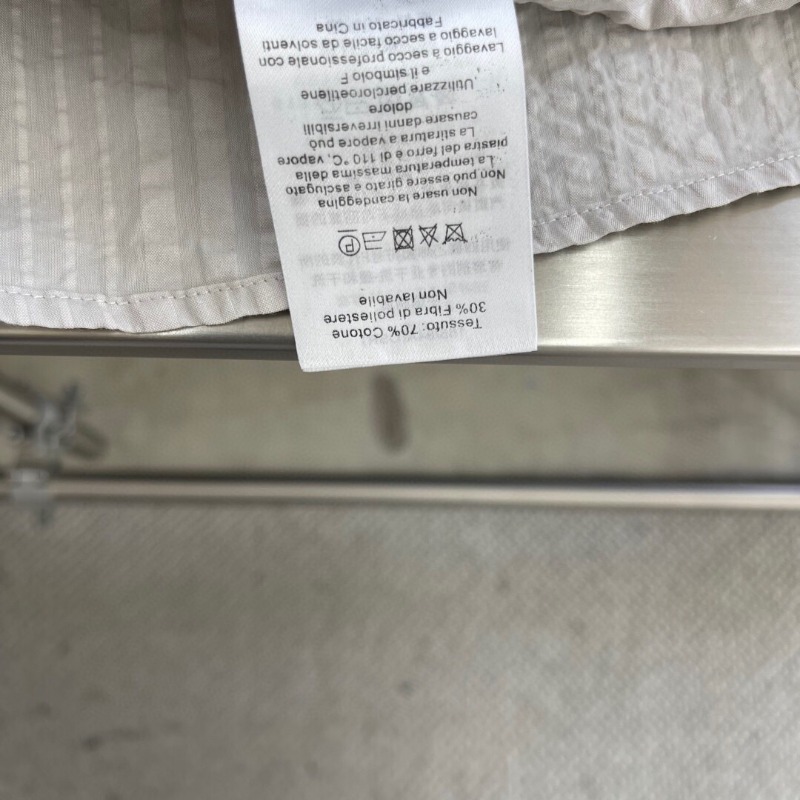 Tessuto: 70% Cotone
30% Fibra di poliestere
Non lavabile
P
Non usare la candeggina
Non può essere girato e asciugato
La temperatura massima della
piastra del ferro è di 110 °C, vapore
La stiratura a vapore può
causare danni irreversibili
dolore
Utilizzare percloroetilene
e il simbolo F
Lavaggio a secco professionale con
lavaggio a secco facile da solventi
Fabbricato in Cina